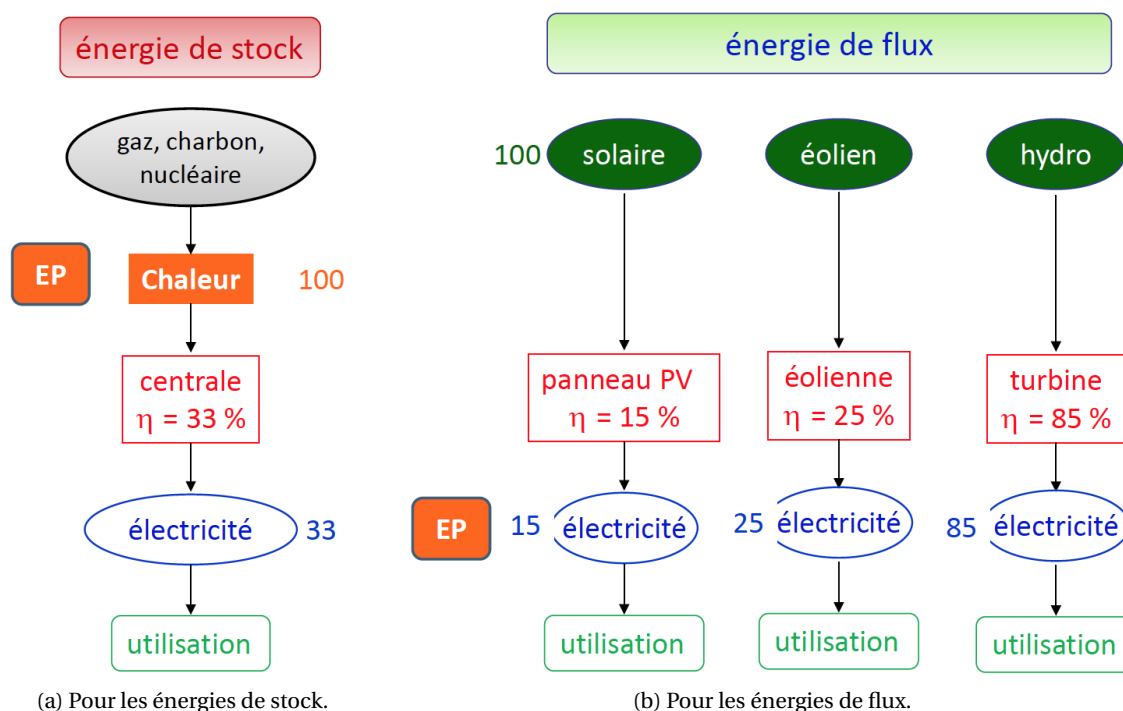 énergie de stock
gaz, charbon,
nucléaire
EP
Chaleur
100
centrale
η = 33 %
électricité
33
utilisation
(a) Pour les énergies de stock.
énergie de flux
100
solaire
éolien
hydro
panneau PV
η = 15 %
éolienne
η = 25 %
turbine
η = 85 %
EP
15
électricité
25
électricité
85
électricité
utilisation
utilisation
utilisation
(b) Pour les énergies de flux.